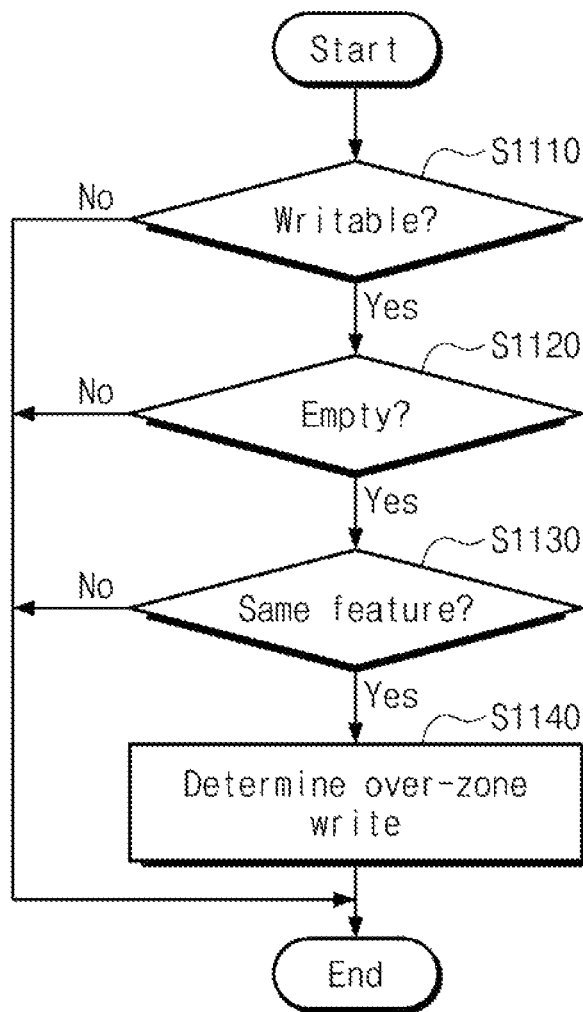 Start
S1110
No
Writable?
Yes
S1120
No
Empty?
Yes
S1130
No
Same feature?
Yes
S1140
Determine over-zone
write
End